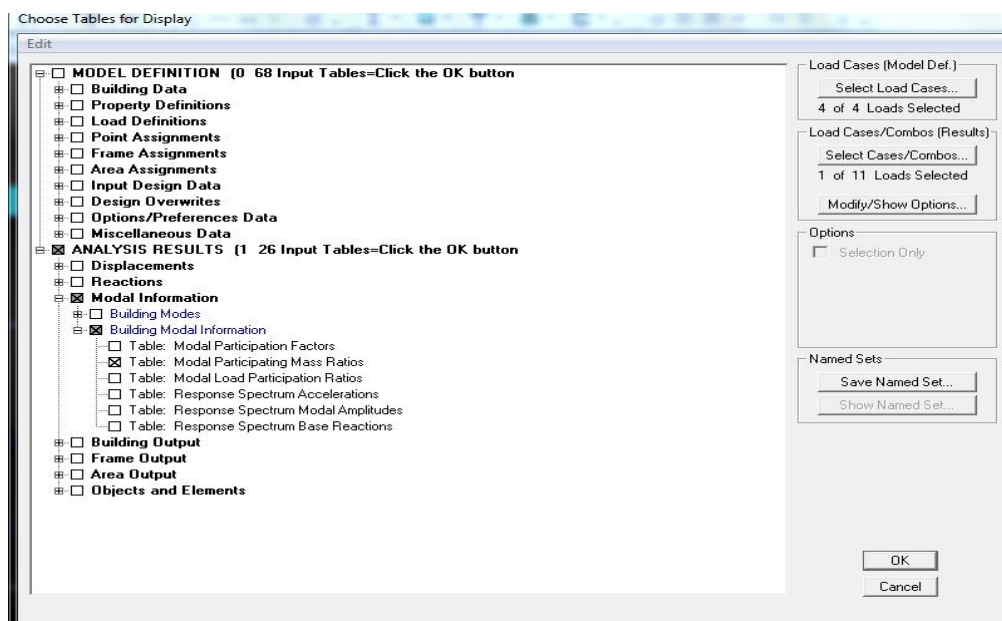 Choose Tables for Display
Edit
MODEL DEFINITION (0 68 Input Tables=Click the OK button
Building Data
Property Definitions
Load Definitions
Point Assignments
Frame Assignments
Area Assignments
Input Design Data
Design Overwrites
Options/Preferences Data
Miscellaneous Data
ANALYSIS RESULTS (1 26 Input Tables=Click the OK button
Displacements
Reactions
Modal Information
Building Modes
Building Modal Information
Table: Modal Participation Factors
Table: Modal Participating Mass Ratios
Table: Modal Load Participation Ratios
Table: Response Spectrum Accelerations
Table: Response Spectrum Modal Amplitudes
Table: Response Spectrum Base Reactions
Building Output
Frame Output
Area Output
Objects and Elements
Load Cases (Model Def.)
Select Load Cases...
4 of 4 Loads Selected
Load Cases/Combos (Results)
Select Cases/Combos...
1 of 11 Loads Selected
Modify/Show Options...
Options
Selection Only
Named Sets
Save Named Set...
Show Named Set...
OK
Cancel